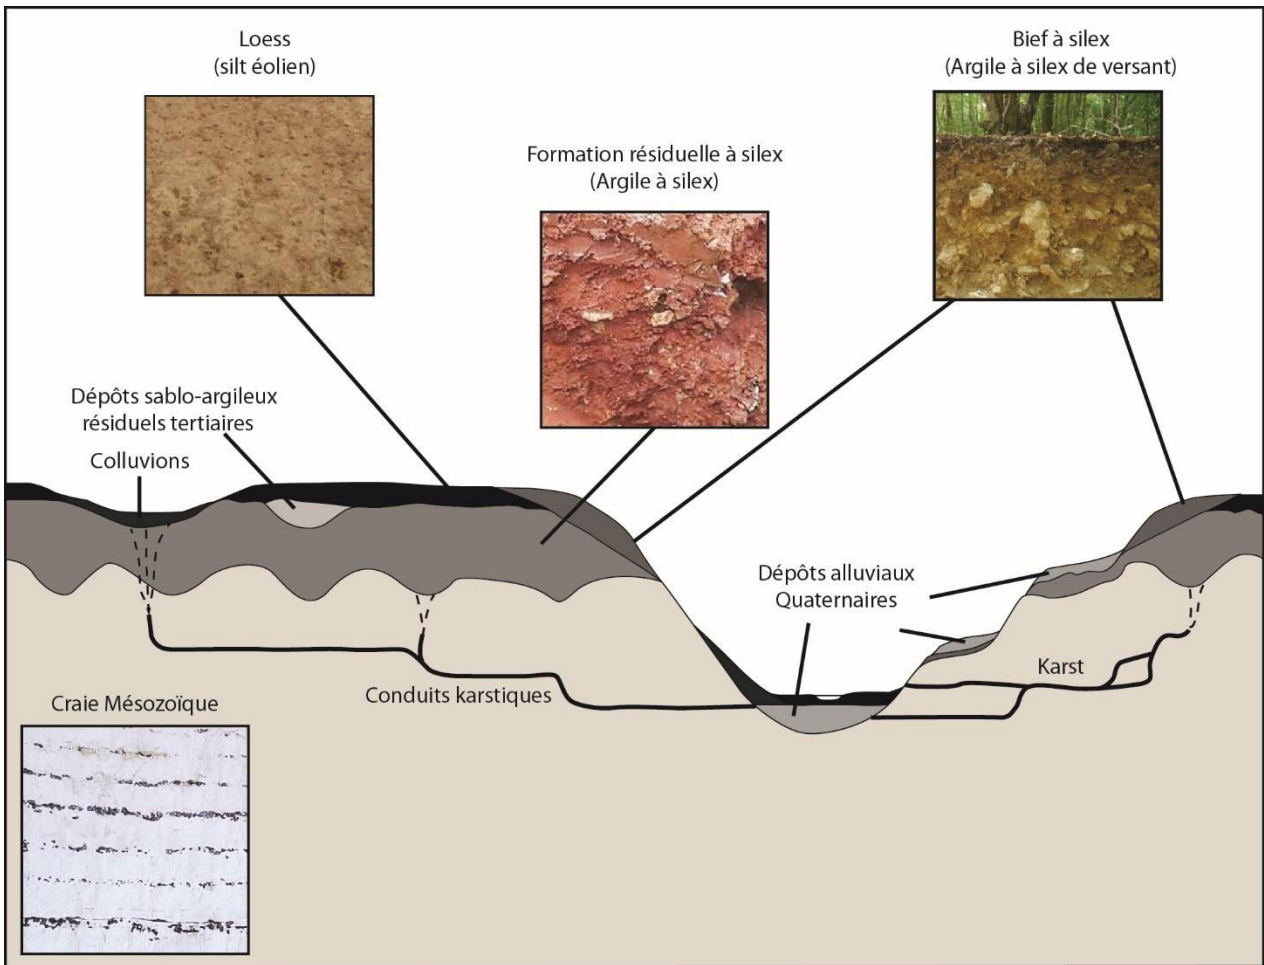 Loess
(silt éolien)
Bief à silex
(Argile à silex de versant)
Formation résiduelle à silex
(Argile à silex)
Dépôts sablo-argileux
résiduels tertiaires
Colluvions
Dépôts alluviaux
Quaternaires
Karst
Conduits karstiques
Craie Mésozoïque